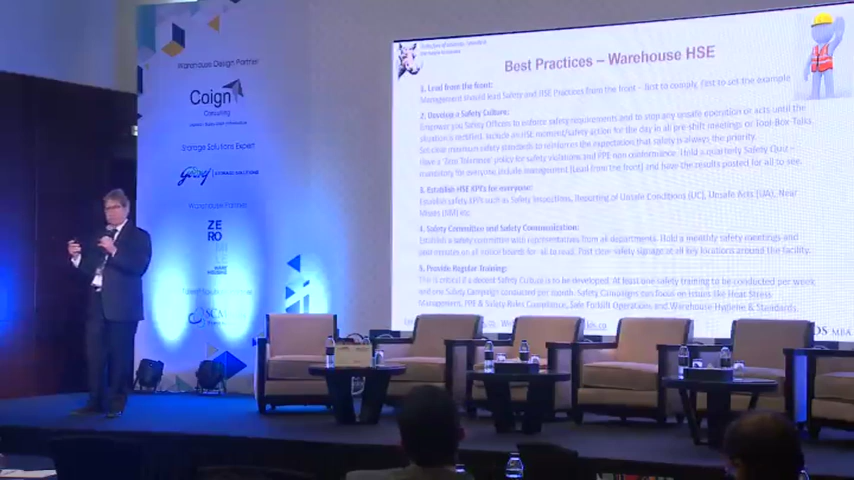 Warehouse Design Partner
Coign
Consulting
Storage Solutions Expert
Godrej
STORAGE SOLUTIONS
Warehouse Partner
ZE
RO
Best Practices – Warehouse HSE
1. Lead from the front:
Management should lead Safety and HSE Practices from the front – first to comply, First to set the example
2. Develop a Safety Culture:
Empower you Safety Officers to enforce safety requirements and to stop any unsafe operation or acts until the
situation is rectified. Include an HSE moment/safety action for the day in all pre-shift meetings or Tool-Box Talks.
Set clear minimum safety standards to reinforces the expectation that safety is always the priority.
Have a 'Zero Tolerance' policy for safety violations and PPE non conformance. Hold a quarterly Safety Quiz –
mandatory for everyone include management (Lead from the front) and have the results posted for all to see.
3. Establish HSE KPI's for everyone:
Establish safety KPI's such as Safety Inspections, Reporting of Unsafe Conditions (UC), Unsafe Acts (UA), Near
Misses (NM) etc.
4. Safety Committee and Safety Communication:
Establish a safety committee with representatives from all departments. Hold a monthly safety meetings and
post minutes on all notice boards for all to read. Post clear safety signage at all key locations around the facility.
5. Provide Regular Training:
This is critical if a decent Safety Culture is to be developed. At least one safety training to be conducted per week
and one Safety Campaign conducted per month. Safety Campaigns can focus on issues like Heat Stress
Management, PPE & Safety Rules Compliance, Safe Forklift Operations and Warehouse Hygiene & Standards.
MBA